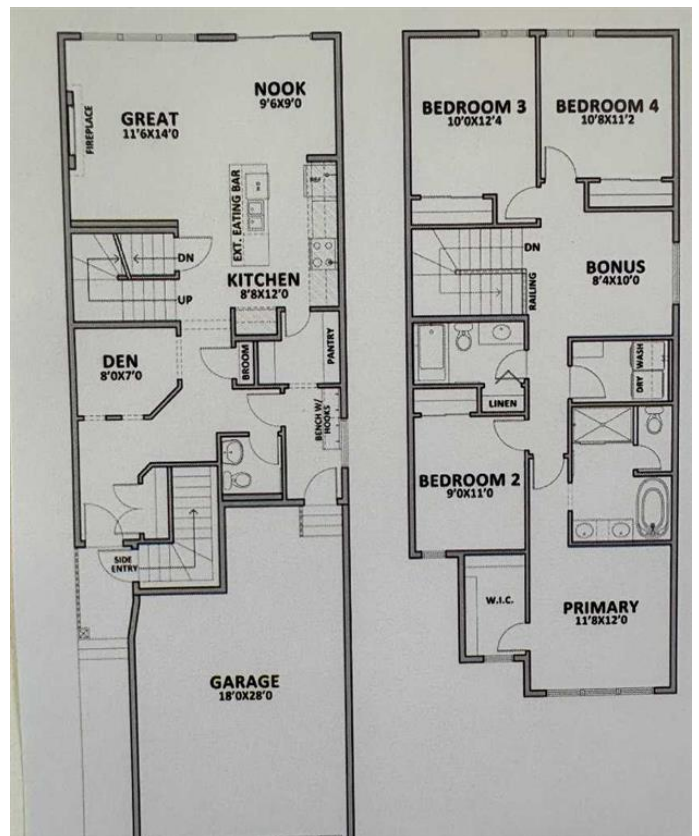 NOOK
9'6X9'0
GREAT
11'6X14'0
FIREPLACE
REF
EXT. EATING BAR
DN
KITCHEN
8'8X12'0
UP
DEN
8'0X7'0
BROOM
PANTRY
BENCH W/
HOOKS
SIDE
ENTRY
GARAGE
18'0X28'0
BEDROOM 3
10'0X12'4
BEDROOM 4
10'8X11'2
DN
RAILING
BONUS
8'4X10'0
WASH
DRY
LINEN
BEDROOM 2
9'0X11'0
W.I.C.
PRIMARY
11'8X12'0